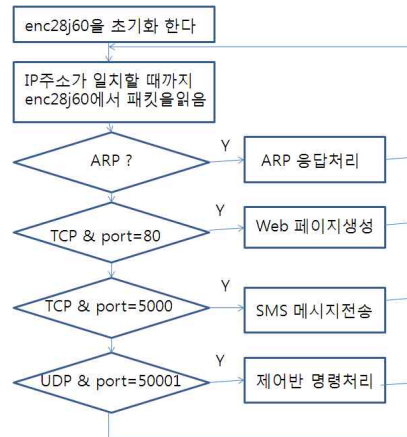 enc28j60을 초기화 한다
IP주소가 일치할 때까지
enc28j60에서 패킷을읽음
ARP ?
Y
ARP 응답처리
TCP & port=80
Y
Web 페이지생성
TCP & port=5000
Y
SMS 메시지전송
UDP & port=50001
Y
제어반 명령처리